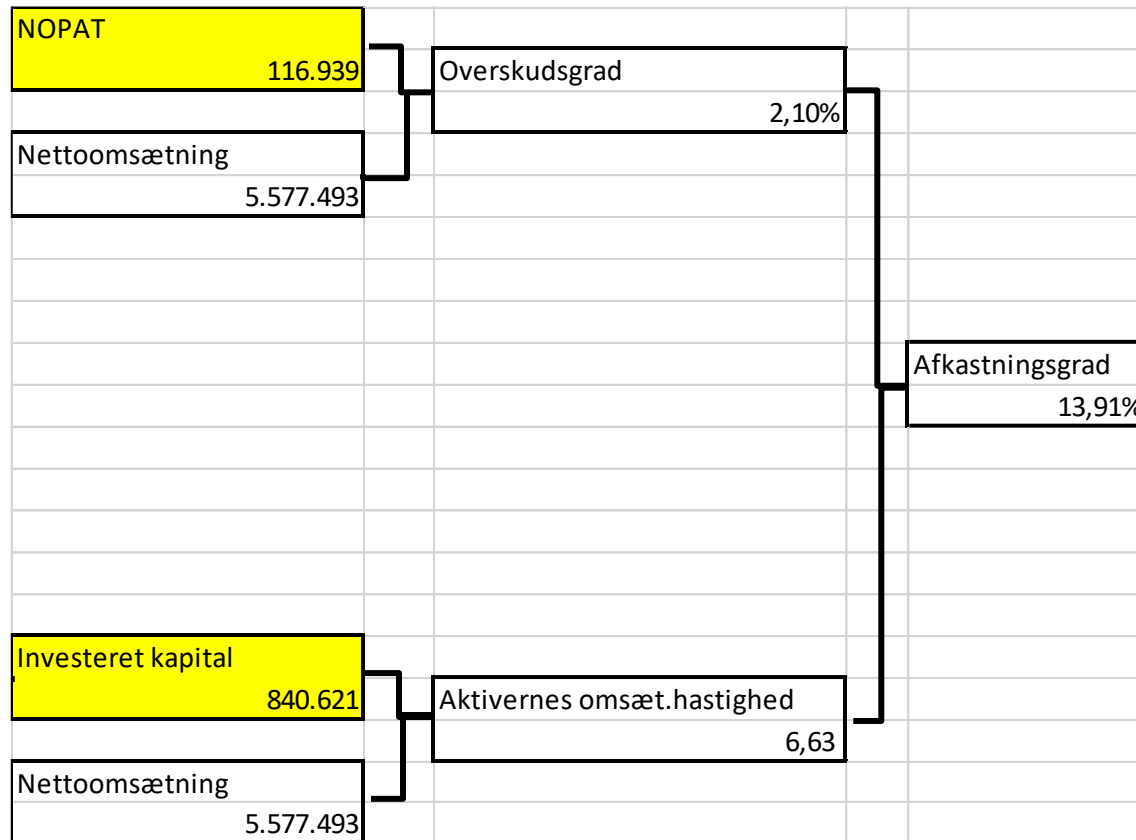 NOPAT
116.939
Overskudsgrad
2,10%
Nettoomsætning
5.577.493
Afkastningsgrad
13,91%
Investeret kapital
840.621
Aktivernes omsæt.hastighed
6,63
Nettoomsætning
5.577.493